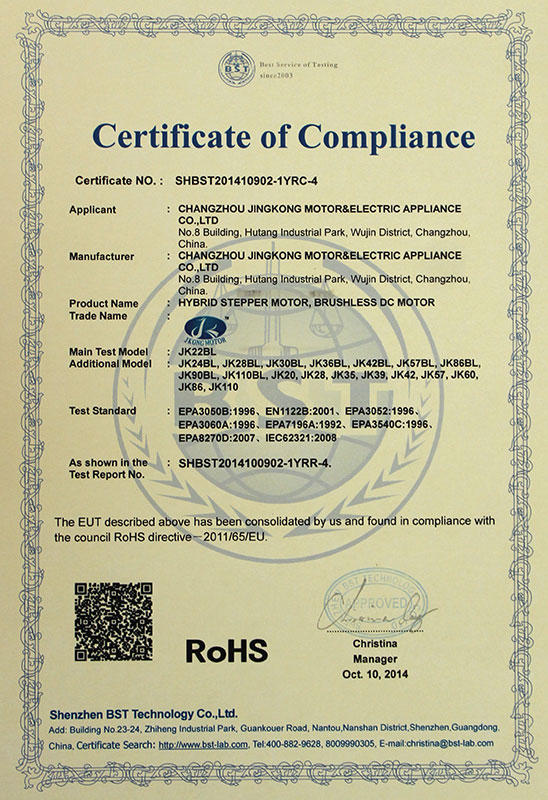 BST
Best Service of Testing
since2003
Certificate of Compliance
Certificate NO. : SHBST201410902-1YRC-4
Applicant : CHANGZHOU JINGKONG MOTOR&ELECTRIC APPLIANCE
CO.,LTD
No.8 Building, Hutang Industrial Park, Wujin District, Changzhou,
China.
Manufacturer : CHANGZHOU JINGKONG MOTOR&ELECTRIC APPLIANCE
CO.,LTD
No.8 Building, Hutang Industrial Park, Wujin District, Changzhou,
China.
Product Name : HYBRID STEPPER MOTOR, BRUSHLESS DC MOTOR
Trade Name :
JK ™
JKONG MOTOR
Main Test Model : JK22BL
Additional Model : JK24BL, JK28BL, JK30BL, JK36BL, JK42BL, JK57BL, JK86BL,
JK90BL, JK110BL, JK20, JK28, JK35, JK39, JK42, JK57, JK60,
JK86, JK110
BST
Test Standard : EPA3050B:1996、EN1122B:2001、EPA3052:1996、
EPA3060A:1996、EPA7196A:1992、EPA3540C:1996、
EPA8270D:2007、IEC62321:2008
As shown in the : SHBST2014100902-1YRR-4.
Test Report No.
The EUT described above has been consolidated by us and found in compliance with
the council RoHS directive－2011/65/EU.
BST TECHNOLOGY
APPROVED
RoHS
Christina
Manager
Oct. 10, 2014
Shenzhen BST Technology Co.,Ltd.
Add: Building No.23-24, Zhiheng Industrial Park, Guankouer Road, Nantou,Nanshan District,Shenzhen,Guangdong,
China, Certificate Search: http://www.bst-lab.com, Tel:400-882-9628, 8009990305, E-mail:christina@bst-lab.com